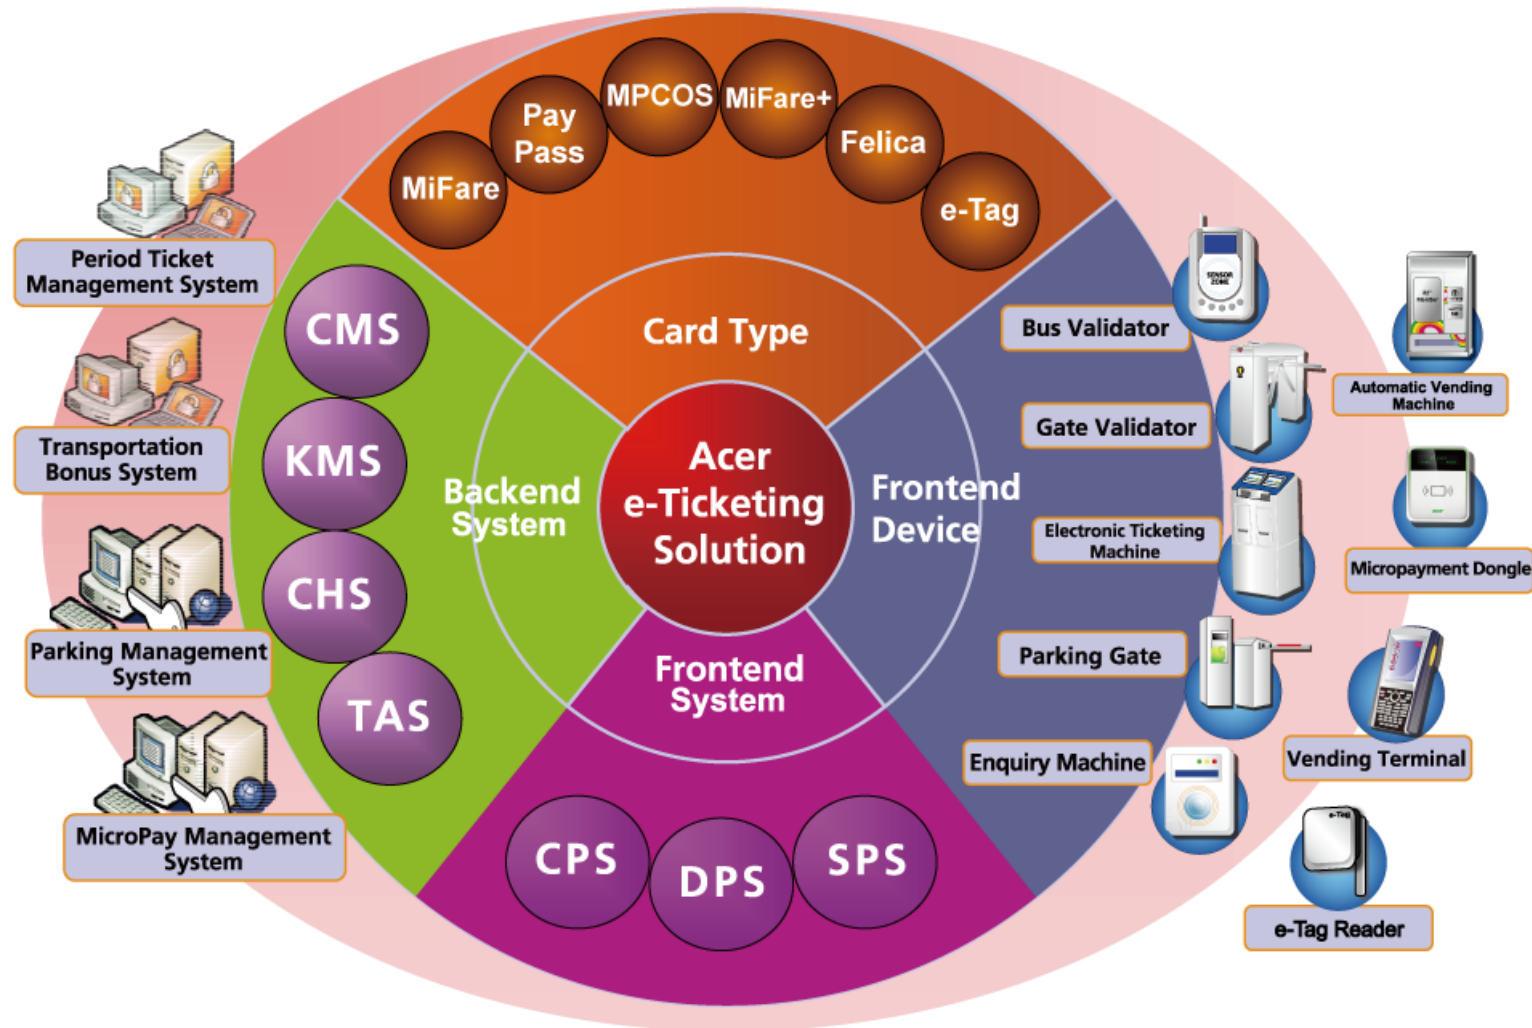 MiFare
Pay
Pass
MPCOS
MiFare+
Felica
e-Tag
Card Type
Period Ticket
Management System
Transportation
Bonus System
Parking Management
System
MicroPay Management
System
CMS
KMS
CHS
TAS
Backend
System
Acer
e-Ticketing
Solution
Frontend
Device
Frontend
System
CPS
DPS
SPS
SENSOR
ZONE
Bus Validator
Gate Validator
Electronic Ticketing
Machine
Parking Gate
Enquiry Machine
Automatic Vending
Machine
Micropayment Dongle
Vending Terminal
e-Tag
e-Tag Reader